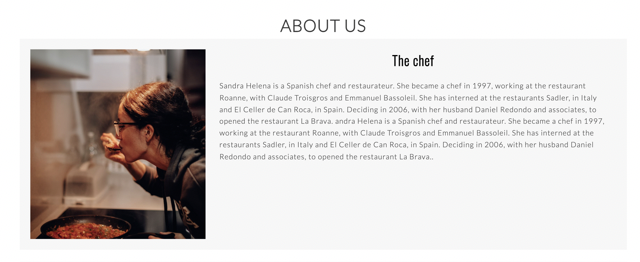 ABOUT US
The chef
Sandra Helena is a Spanish chef and restaurateur. She became a chef in 1997, working at the restaurant
Roanne, with Claude Troisgros and Emmanuel Bassoleil. She has interned at the restaurants Sadler, in Italy
and El Celler de Can Roca, in Spain. Deciding in 2006, with her husband Daniel Redondo and associates, to
opened the restaurant La Brava. andra Helena is a Spanish chef and restaurateur. She became a chef in 1997,
working at the restaurant Roanne, with Claude Troisgros and Emmanuel Bassoleil. She has interned at the
restaurants Sadler, in Italy and El Celler de Can Roca, in Spain. Deciding in 2006, with her husband Daniel
Redondo and associates, to opened the restaurant La Brava..